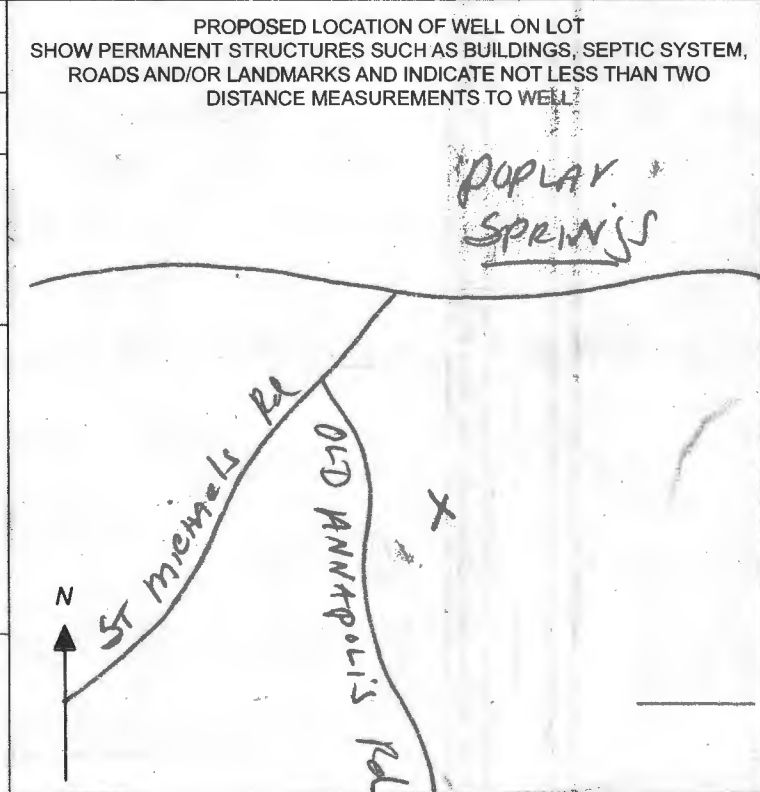 PROPOSED LOCATION OF WELL ON LOT
SHOW PERMANENT STRUCTURES SUCH AS BUILDINGS, SEPTIC SYSTEM,
ROADS AND/OR LANDMARKS AND INDICATE NOT LESS THAN TWO
DISTANCE MEASUREMENTS TO WELL
POPLAR
SPRINGS
ST MICHAELS Rd
OLD ANNAPOLIS Rd
X
N